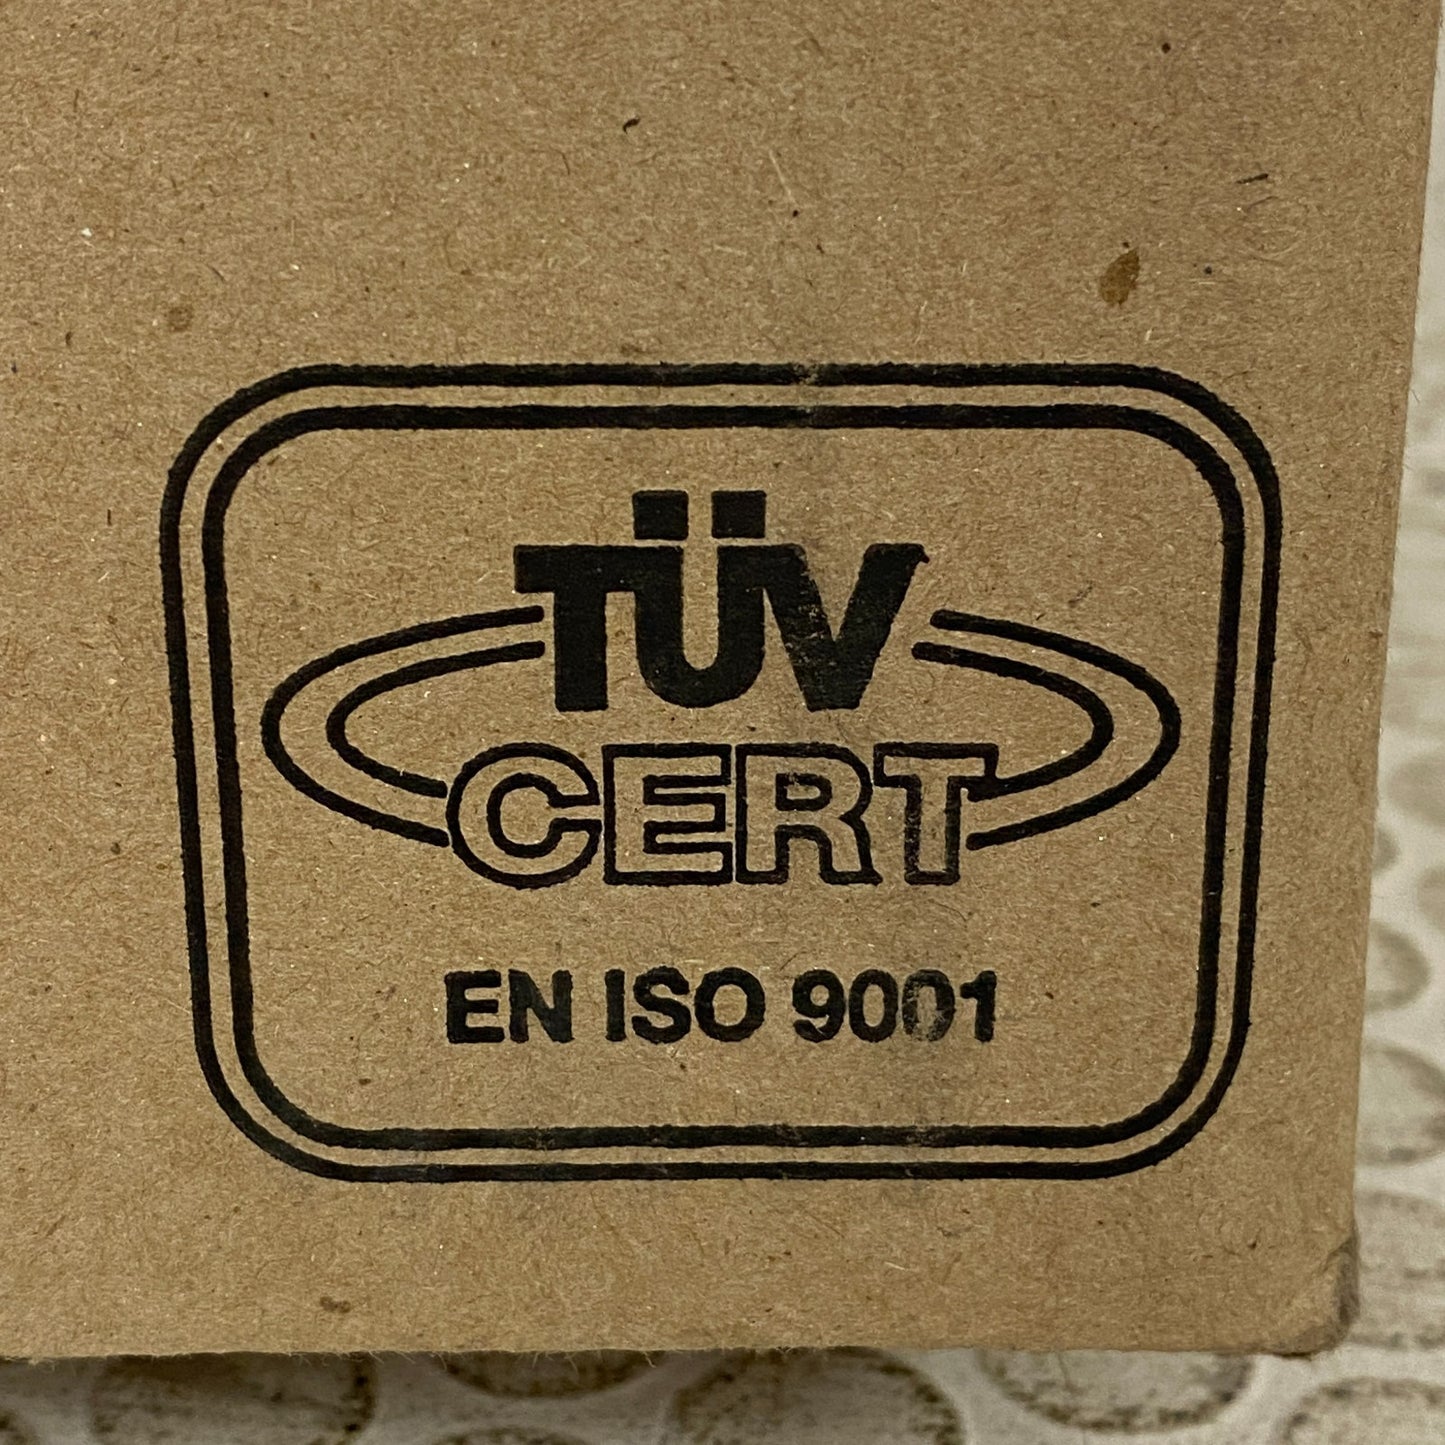 TÜV
CERT
EN ISO 9001